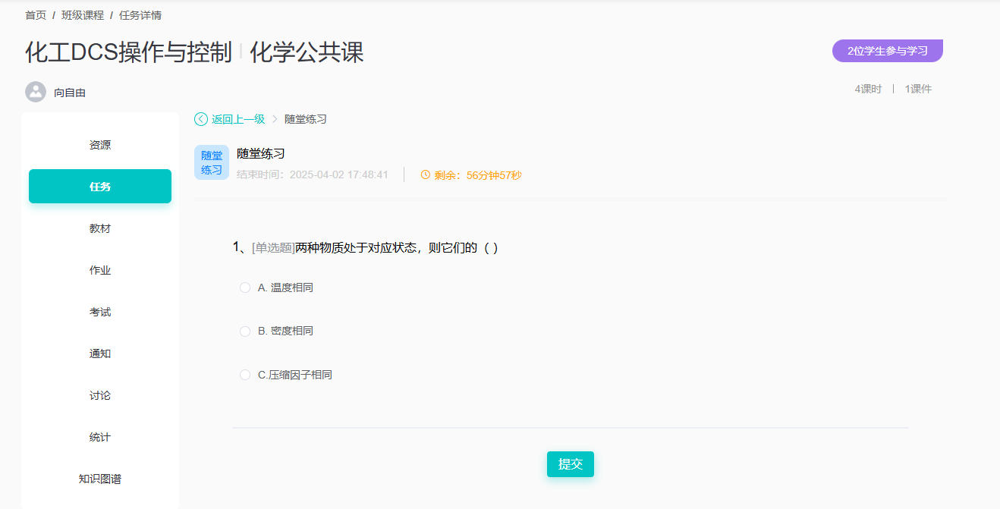 首页 / 班级课程 / 任务详情
化工DCS操作与控制 | 化学公共课
2位学生参与学习
向自由
4课时 | 1课件
资源
任务
教材
作业
考试
通知
讨论
统计
知识图谱
返回上一级 > 随堂练习
随堂
练习
随堂练习
结束时间：2025-04-02 17:48:41
剩余：56分钟57秒
1、[单选题]两种物质处于对应状态，则它们的（ ）
A. 温度相同
B. 密度相同
C.压缩因子相同
提交